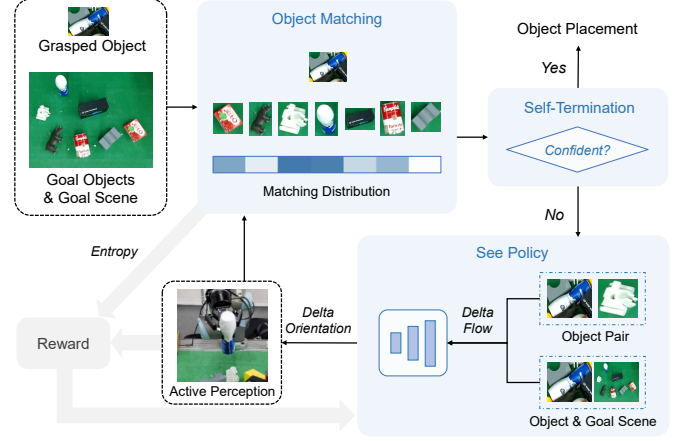 Grasped Object
Goal Objects
& Goal Scene
Object Matching
Matching Distribution
Object Placement
Yes
Self-Termination
Confident?
No
Entropy
See Policy
Reward
Active Perception
Delta
Orientation
Delta
Flow
Object Pair
Object & Goal Scene